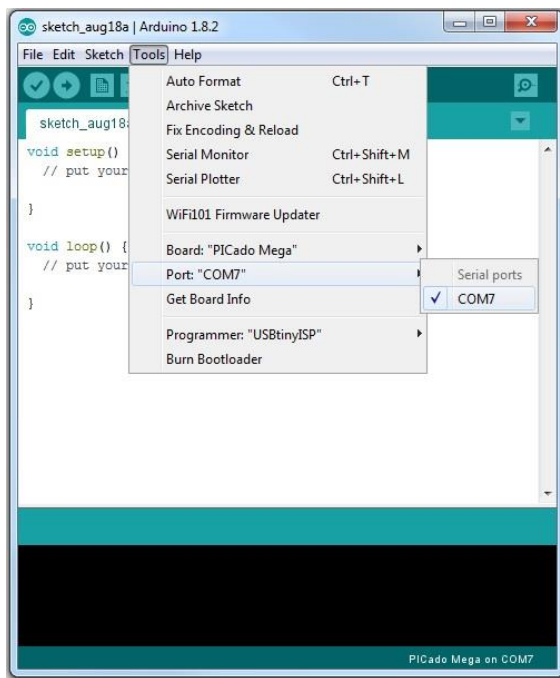 sketch_aug18a | Arduino 1.8.2
File Edit Sketch Tools Help
sketch_aug18
void setup()
// put your
}
void loop() {
// put your
}
Auto Format Ctrl+T
Archive Sketch
Fix Encoding & Reload
Serial Monitor Ctrl+Shift+M
Serial Plotter Ctrl+Shift+L
WiFi101 Firmware Updater
Board: "PICado Mega"
Port: "COM7"
Get Board Info
Programmer: "USBtinyISP"
Burn Bootloader
Serial ports
COM7
PICado Mega on COM7